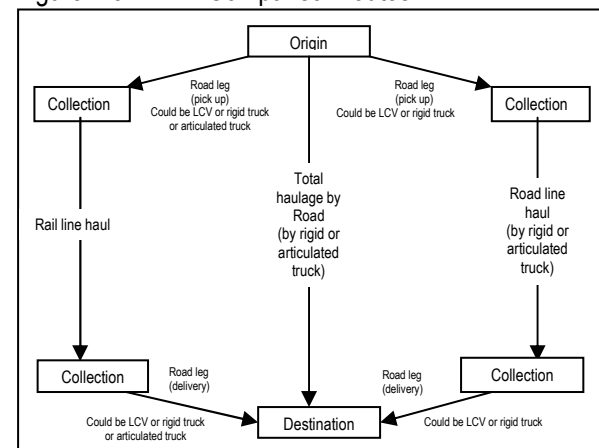 Origin
Road leg
(pick up)
Could be LCV or rigid truck
or articulated truck
Road leg
(pick up)
Could be LCV or rigid truck
Collection
Collection
Rail line haul
Total
haulage by
Road
(by rigid or
articulated
truck)
Road line
haul
(by rigid or
articulated
truck)
Collection
Road leg
(delivery)
Could be LCV or rigid truck
or articulated truck
Road leg
(delivery)
Could be LCV or rigid truck
Collection
Destination